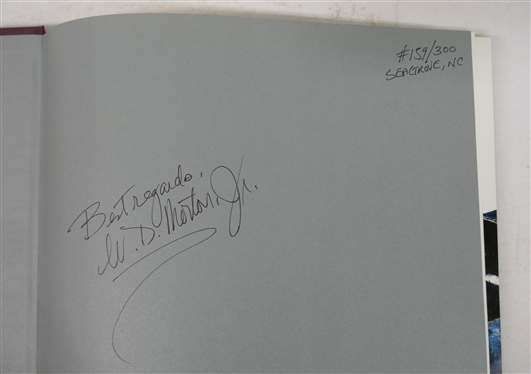 #159/300
SEAGROVE, NC
Best regards,
W. D. Morton, Jr.